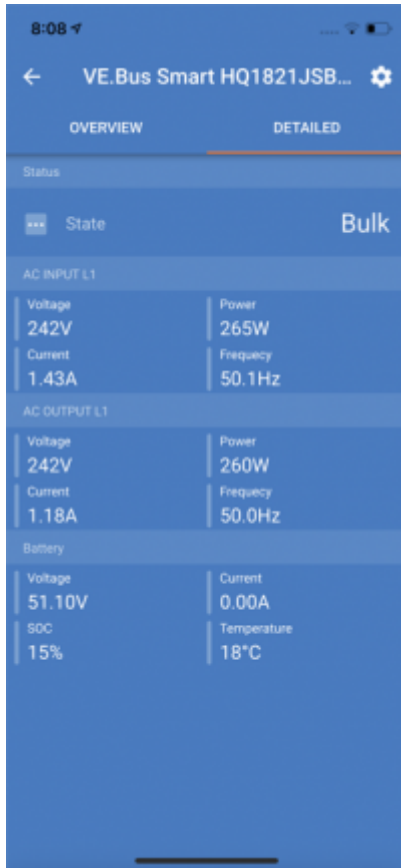 8:08
VE.Bus Smart HQ1821JSB...
OVERVIEW DETAILED
Status
State Bulk
AC INPUT L1
Voltage Power
242V 265W
Current Frequecy
1.43A 50.1Hz
AC OUTPUT L1
Voltage Power
242V 260W
Current Frequecy
1.18A 50.0Hz
Battery
Voltage Current
51.10V 0.00A
SOC Temperature
15% 18°C